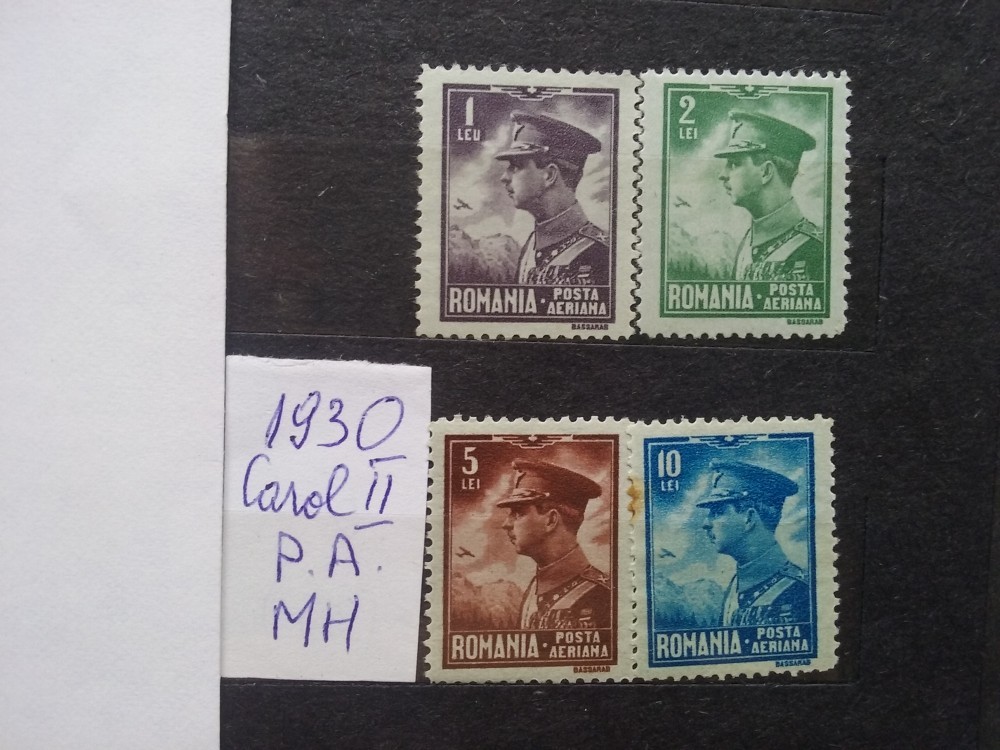 1
LEU
ROMANIA · POSTA
AERIANA
BASSARAB
2
LEI
ROMANIA · POSTA
AERIANA
BASSARAB
1930
Carol II
P.A.
MH
5
LEI
ROMANIA · POSTA
AERIANA
BASSARAB
10
LEI
ROMANIA · POSTA
AERIANA
BASSARAB